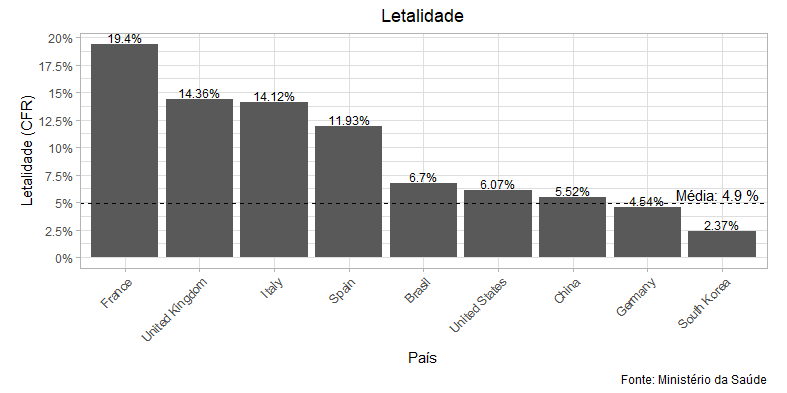 Letalidade
Letalidade (CFR)
20%
17.5%
15%
12.5%
10%
7.5%
5%
2.5%
0%
19.4%
14.36%
14.12%
11.93%
6.7%
6.07%
5.52%
4.54%
2.37%
Média: 4.9 %
France
United Kingdom
Italy
Spain
Brasil
United States
China
Germany
South Korea
País
Fonte: Ministério da Saúde